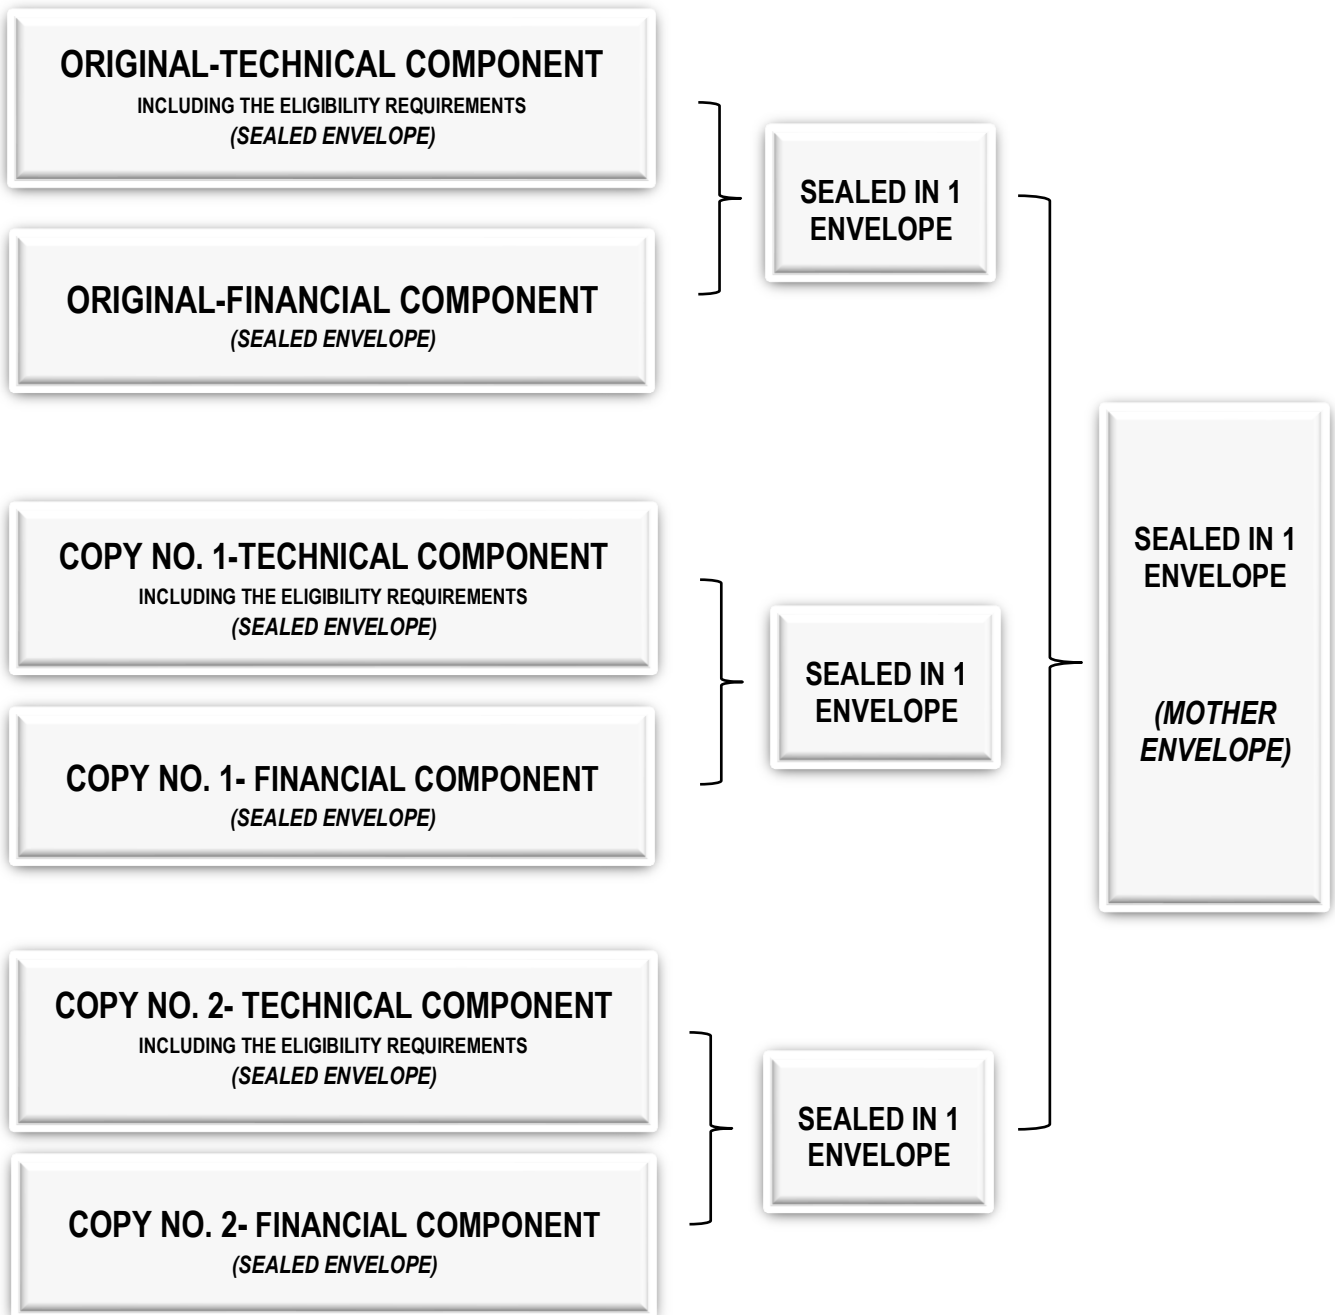 ORIGINAL-TECHNICAL COMPONENT
INCLUDING THE ELIGIBILITY REQUIREMENTS
(SEALED ENVELOPE)
ORIGINAL-FINANCIAL COMPONENT
(SEALED ENVELOPE)
SEALED IN 1
ENVELOPE
COPY NO. 1-TECHNICAL COMPONENT
INCLUDING THE ELIGIBILITY REQUIREMENTS
(SEALED ENVELOPE)
COPY NO. 1- FINANCIAL COMPONENT
(SEALED ENVELOPE)
SEALED IN 1
ENVELOPE
COPY NO. 2- TECHNICAL COMPONENT
INCLUDING THE ELIGIBILITY REQUIREMENTS
(SEALED ENVELOPE)
COPY NO. 2- FINANCIAL COMPONENT
(SEALED ENVELOPE)
SEALED IN 1
ENVELOPE
SEALED IN 1
ENVELOPE
(MOTHER
ENVELOPE)